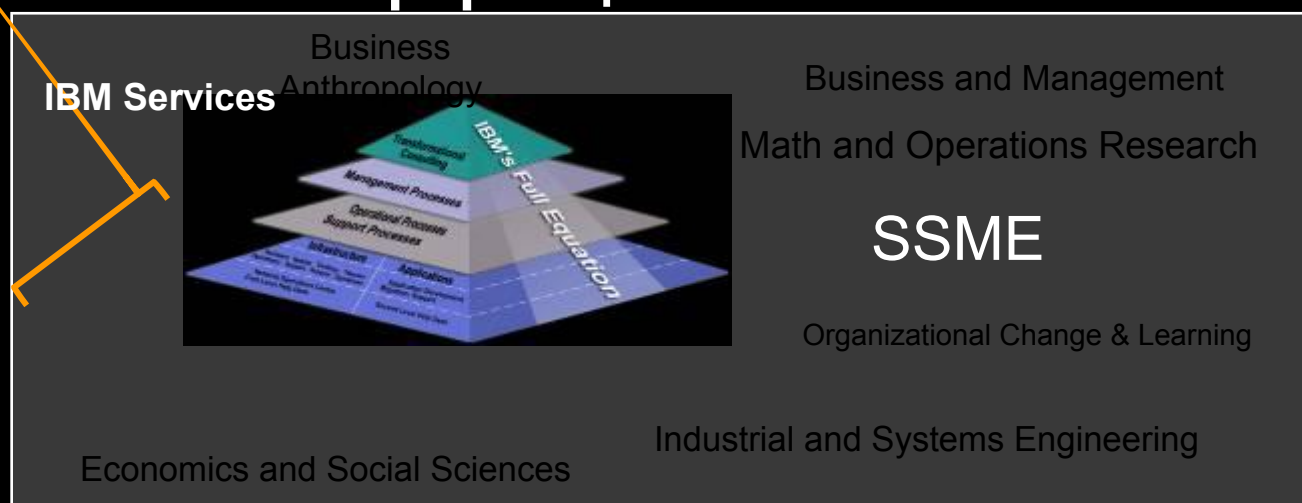 Business
Anthropology
IBM Services
Business and Management
Math and Operations Research
SSME
Organizational Change & Learning
Industrial and Systems Engineering
Economics and Social Sciences
Transformational
Consulting
Management Processes
Operational Processes
Support Processes
Infrastructure
Applications
IBM's Full Equation